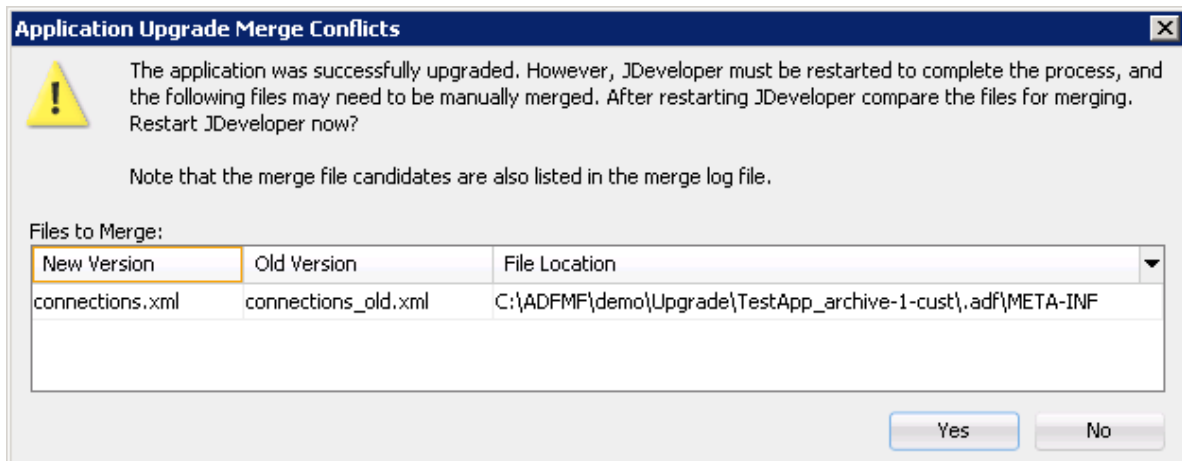 Application Upgrade Merge Conflicts
The application was successfully upgraded. However, JDeveloper must be restarted to complete the process, and
the following files may need to be manually merged. After restarting JDeveloper compare the files for merging.
Restart JDeveloper now?
Note that the merge file candidates are also listed in the merge log file.
Files to Merge:
New Version Old Version File Location
connections.xml connections_old.xml C:\ADFMF\demo\Upgrade\TestApp_archive-1-cust\.adf\META-INF
Yes No